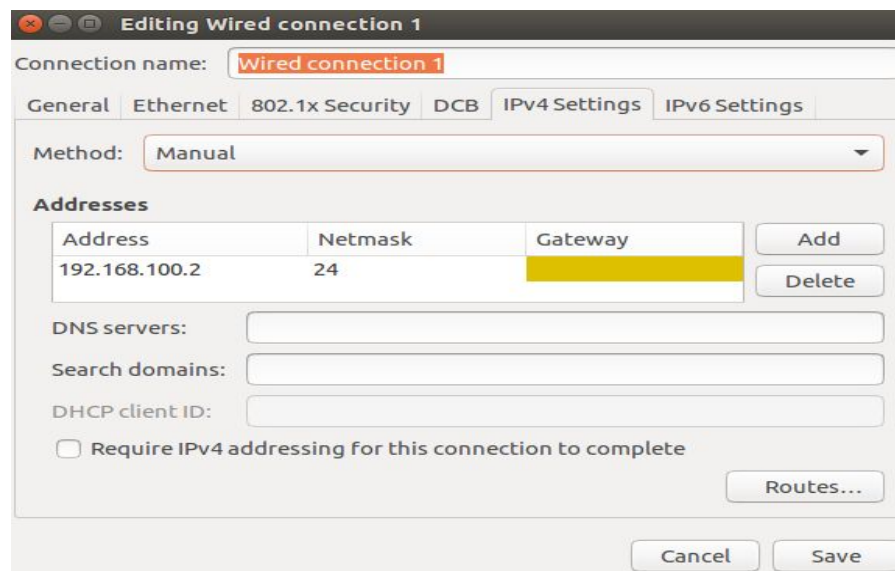 Editing Wired connection 1
Connection name: Wired connection 1
General Ethernet 802.1x Security DCB IPv4 Settings IPv6 Settings
Method: Manual
Addresses
Address Netmask Gateway Add
192.168.100.2 24 Delete
DNS servers:
Search domains:
DHCP client ID:
Require IPv4 addressing for this connection to complete
Routes...
Cancel Save